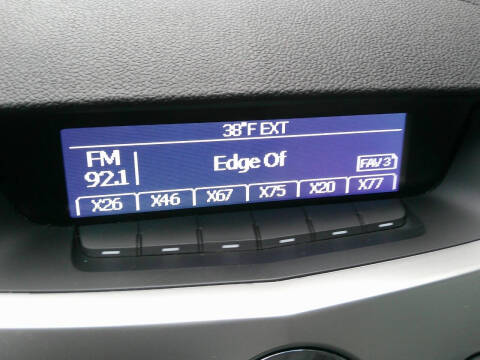 38°F EXT
FM
92.1
Edge Of
FAV 3
X26 X46 X67 X75 X20 X77